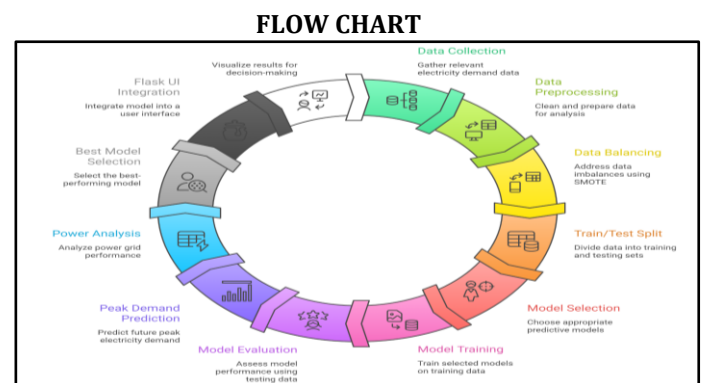 FLOW CHART
Data Collection
Gather relevant
electricity demand data
Data
Preprocessing
Clean and prepare data
for analysis
Data Balancing
Address data
imbalances using
SMOTE
Train/Test Split
Divide data into training
and testing sets
Model Selection
Choose appropriate
predictive models
Model Training
Train selected models
on training data
Model Evaluation
Assess model
performance using
testing data
Peak Demand
Prediction
Predict future peak
electricity demand
Power Analysis
Analyze power grid
performance
Best Model
Selection
Select the best-
performing model
Flask UI
Integration
Integrate model into a
user interface
Visualize results for
decision-making